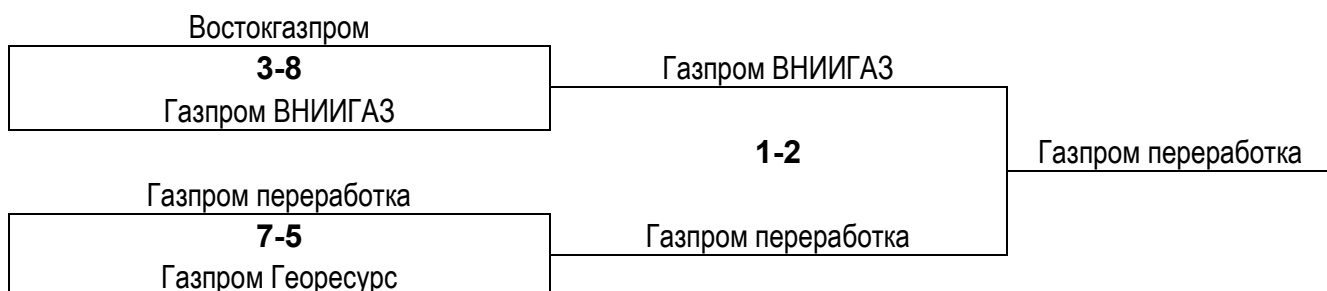 Востокгазпром
3-8
Газпром ВНИИГАЗ
Газпром ВНИИГАЗ
1-2
Газпром переработка
Газпром переработка
7-5
Газпром переработка
Газпром Георесурс